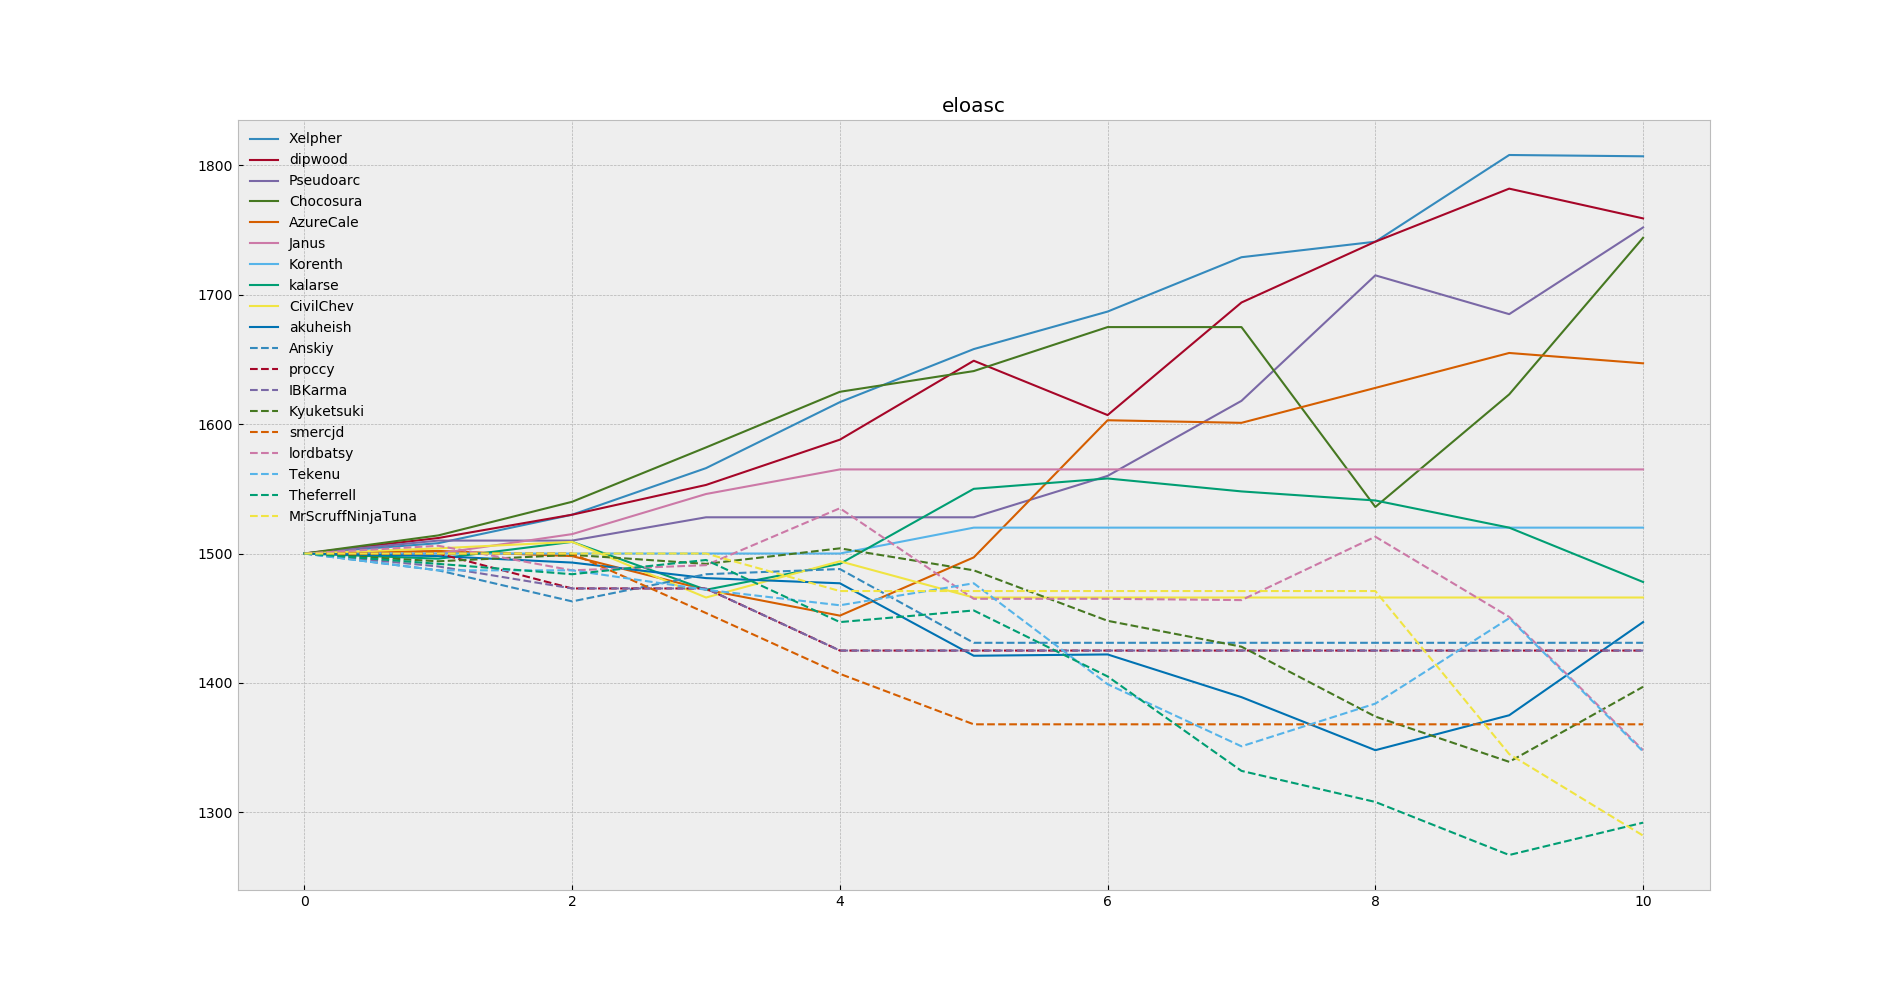 eloasc
Xelpher
dipwood
Pseudoarc
Chocosura
AzureCale
Janus
Korenth
kalarse
CivilChev
akuheish
Anskiy
proccy
IBKarma
Kyuketsuki
smercjd
lordbatsy
Tekenu
Theferrell
MrScruffNinjaTuna
1800
1700
1600
1500
1400
1300
0 2 4 6 8 10